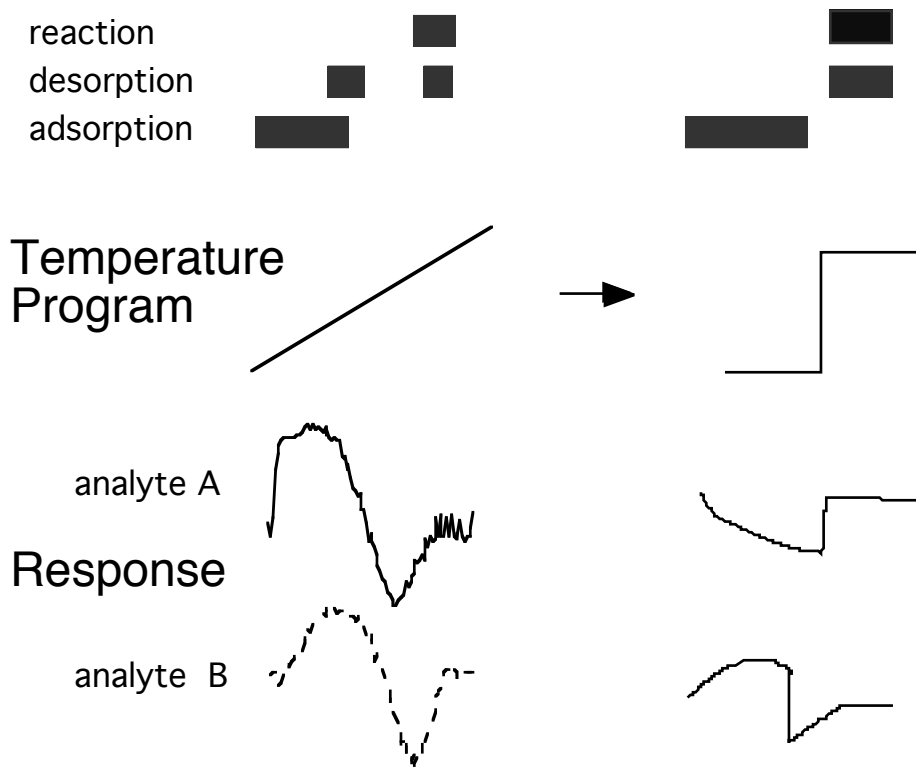 reaction
desorption
adsorption
Temperature
Program
analyte A
Response
analyte B